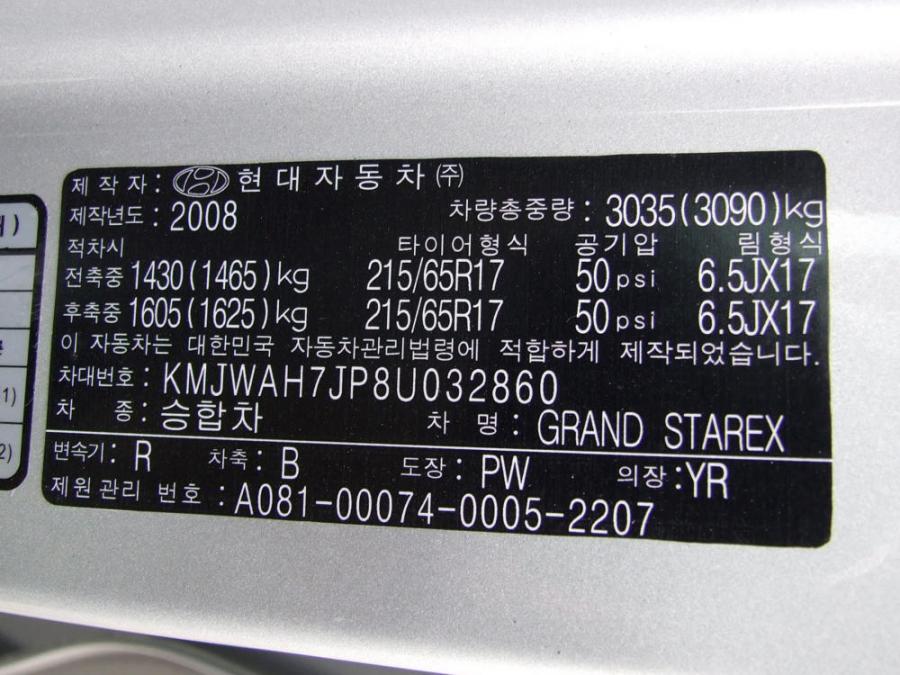 제 작 자 : 현 대 자 동 차 ㈜
제작년도 : 2008 차량총중량 : 3035(3090)kg
적차시 타이어형식 공기압 림형식
전축중 1430(1465)kg 215/65R17 50 psi 6.5JX17
후축중 1605(1625)kg 215/65R17 50 psi 6.5JX17
이 자동차는 대한민국 자동차관리법령에 적합하게 제작되었습니다.
차대번호 : KMJWAH7JP8U032860
차 종 : 승합차 차 명 : GRAND STAREX
변속기 : R 차축 : B 도장 : PW 의장 : YR
제원 관리 번호 : A081-00074-0005-2207
)
1)
2)